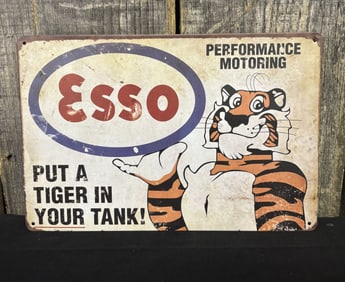 Esso
PERFORMANCE
MOTORING
PUT A
TIGER IN
YOUR TANK!